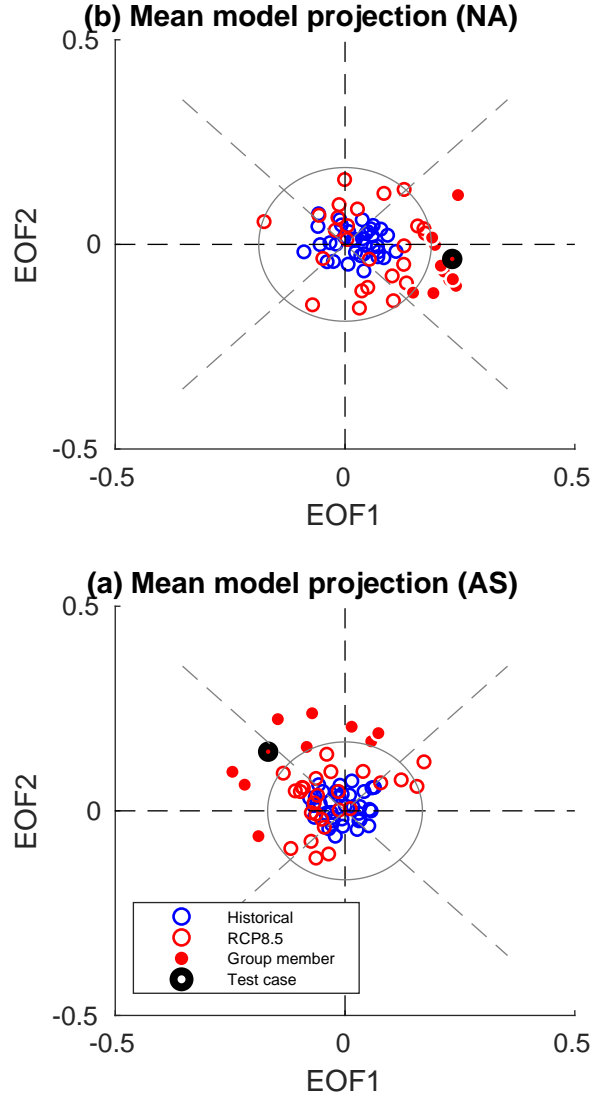 (b) Mean model projection (NA)
0.5
EOF2
0
-0.5
-0.5 0 0.5
EOF1
(a) Mean model projection (AS)
0.5
EOF2
0
Historical
RCP8.5
Group member
Test case
-0.5
-0.5 0 0.5
EOF1